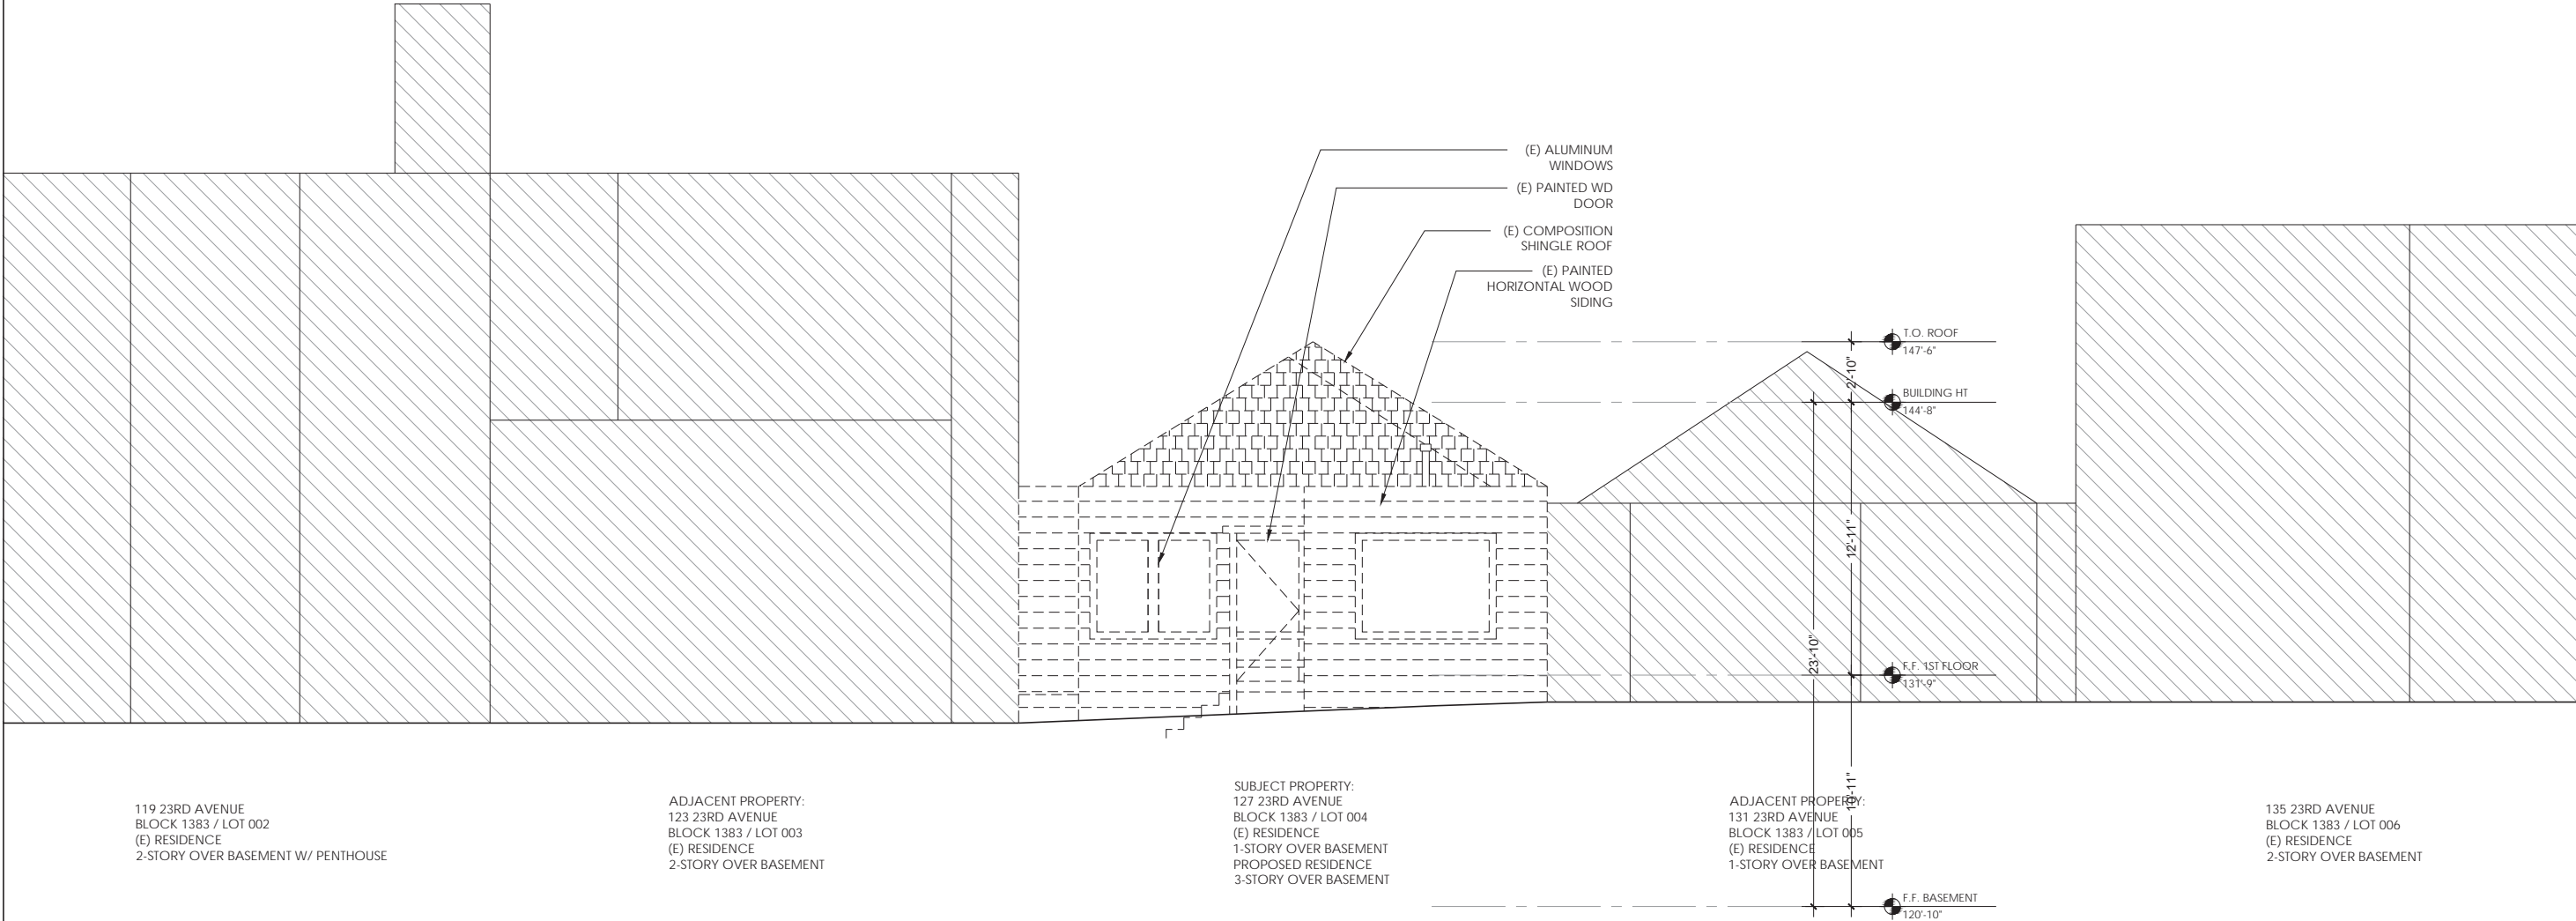 (E) ALUMINUM
WINDOWS
(E) PAINTED WD
DOOR
(E) COMPOSITION
SHINGLE ROOF
(E) PAINTED
HORIZONTAL WOOD
SIDING
T.O. ROOF
147'-6"
2'-10"
BUILDING HT
144'-8"
12'-11"
23'-10"
F.F. 1ST FLOOR
131'-9"
10'-11"
119 23RD AVENUE
BLOCK 1383 / LOT 002
(E) RESIDENCE
2-STORY OVER BASEMENT W/ PENTHOUSE
ADJACENT PROPERTY:
123 23RD AVENUE
BLOCK 1383 / LOT 003
(E) RESIDENCE
2-STORY OVER BASEMENT
SUBJECT PROPERTY:
127 23RD AVENUE
BLOCK 1383 / LOT 004
(E) RESIDENCE
1-STORY OVER BASEMENT
PROPOSED RESIDENCE
3-STORY OVER BASEMENT
ADJACENT PROPERTY:
131 23RD AVENUE
BLOCK 1383 / LOT 005
(E) RESIDENCE
1-STORY OVER BASEMENT
135 23RD AVENUE
BLOCK 1383 / LOT 006
(E) RESIDENCE
2-STORY OVER BASEMENT
F.F. BASEMENT
120'-10"